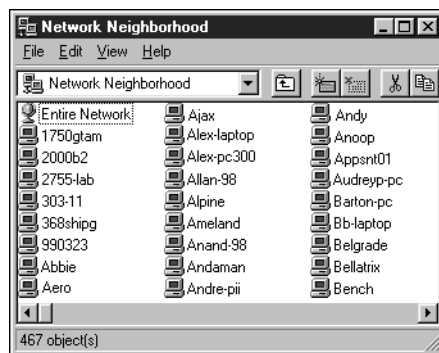 Network Neighborhood
File Edit View Help
Network Neighborhood
Entire Network
1750gtam
2000b2
2755-lab
303-11
368shipg
990323
Abbie
Aero
Ajax
Alex-laptop
Alex-pc300
Allan-98
Alpine
Ameland
Anand-98
Andaman
Andre-pii
Andy
Anoop
Appsnt01
Audreyp-pc
Barton-pc
Bb-laptop
Belgrade
Bellatrix
Bench
467 object(s)